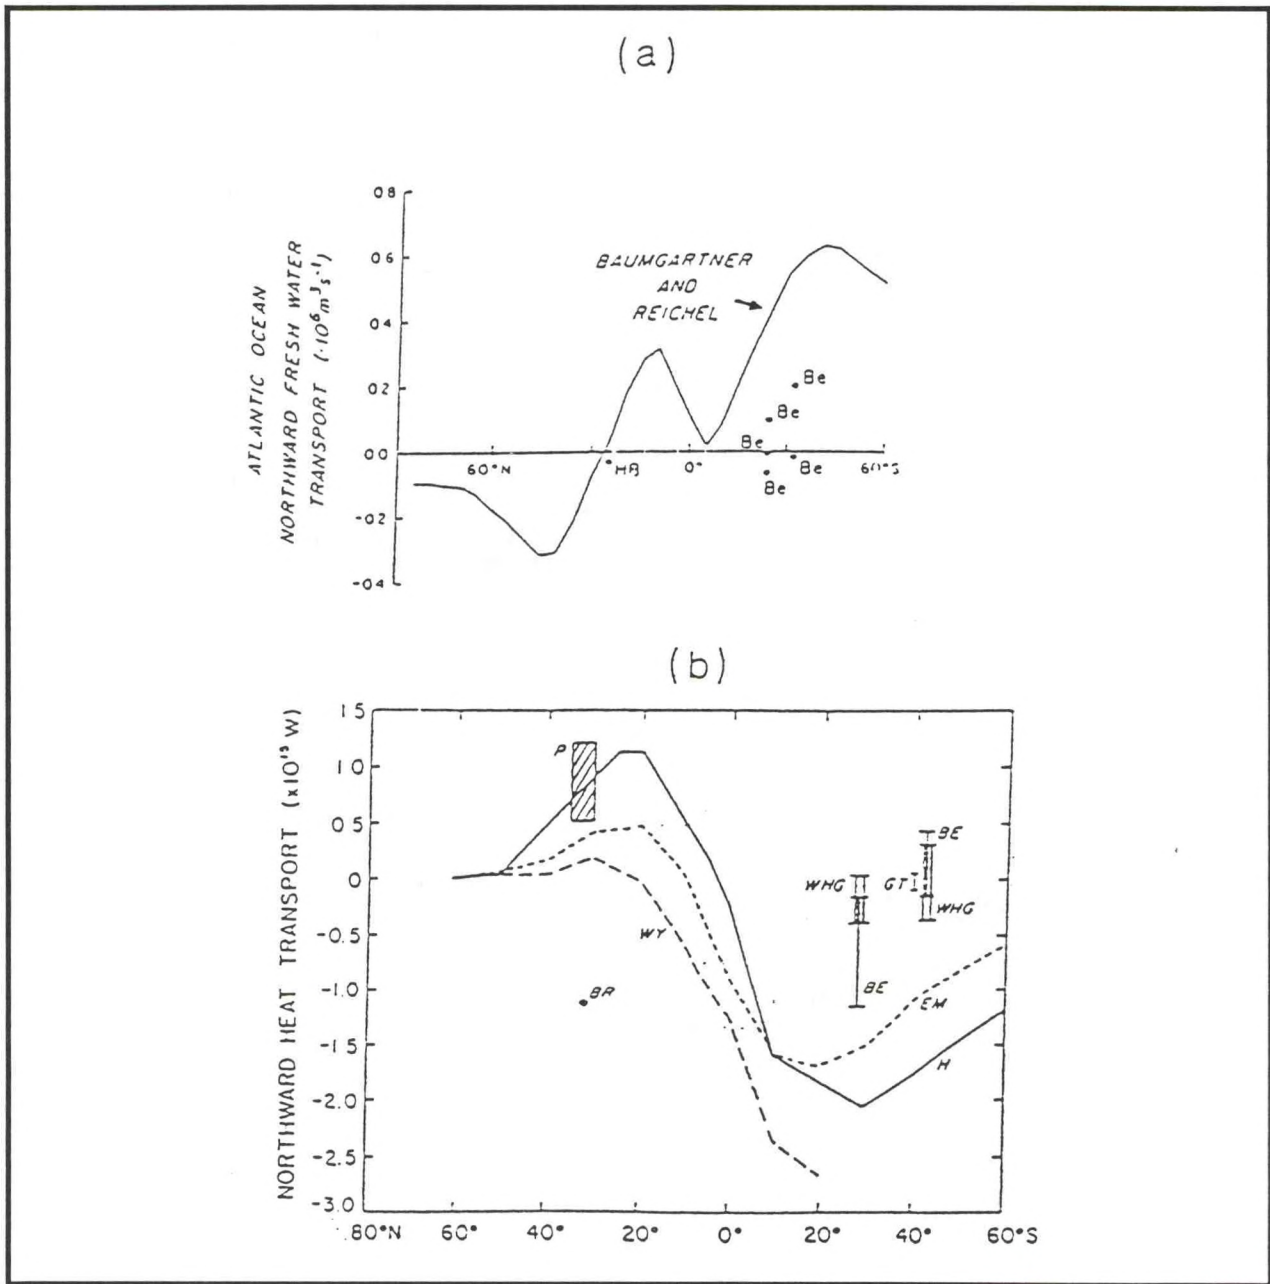 (a)
ATLANTIC OCEAN
NORTHWARD FRESH WATER
TRANSPORT (·10⁶m³s⁻¹)
0.8
0.6
0.4
0.2
0.0
-0.2
-0.4
BAUMGARTNER
AND
REICHEL
Be
Be
Be
Be
Be
HB
60°N
0°
60°S
(b)
NORTHWARD HEAT TRANSPORT (x10¹⁵ W)
1.5
1.0
0.5
0
-0.5
-1.0
-1.5
-2.0
-2.5
-3.0
P
BE
WHG
GT
WHG
WY
BR
BE
EM
H
80°N
60°
40°
20°
0°
20°
40°
60°S